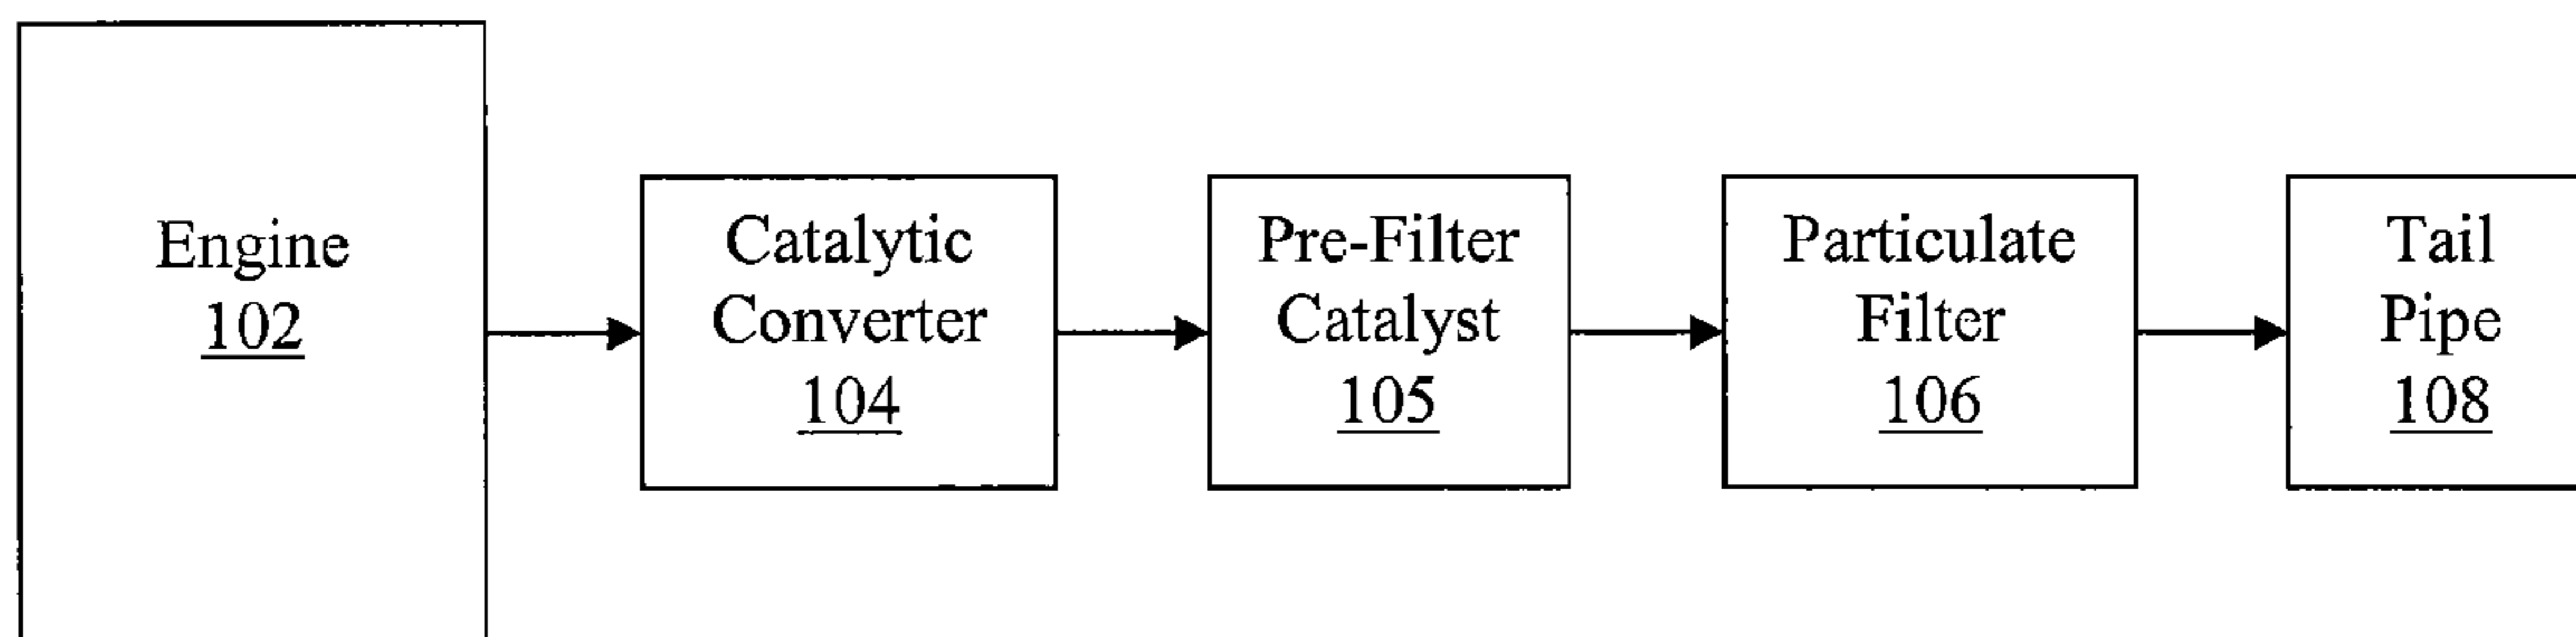 Engine
102
Catalytic
Converter
104
Pre-Filter
Catalyst
105
Particulate
Filter
106
Tail
Pipe
108